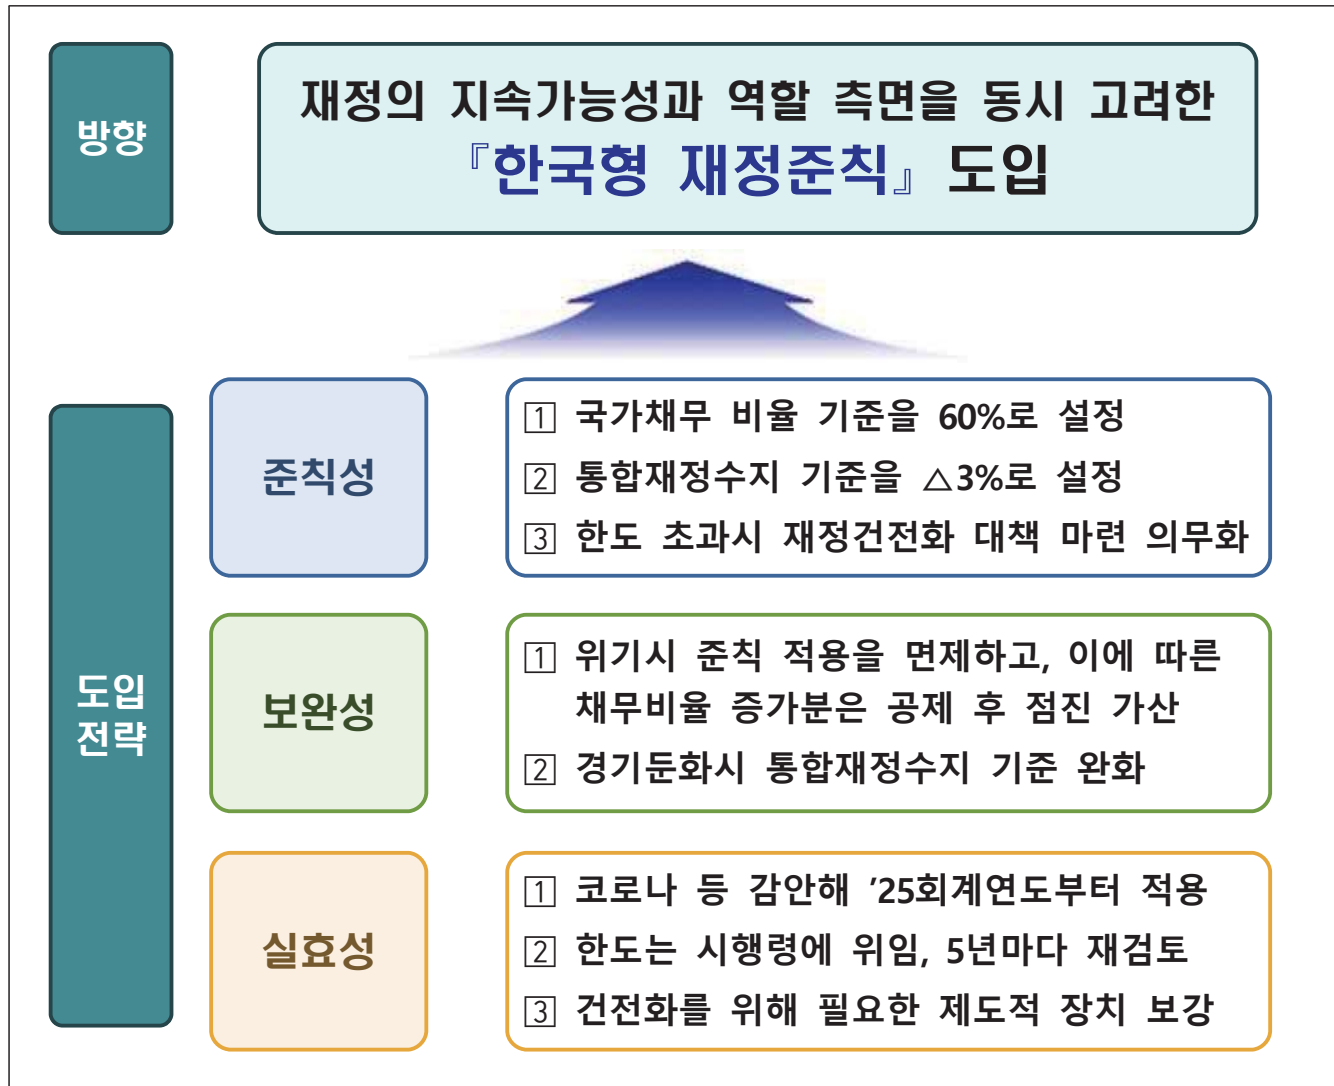 방향
재정의 지속가능성과 역할 측면을 동시 고려한
『한국형 재정준칙』 도입
도입
전략
준칙성
1 국가채무 비율 기준을 60%로 설정
2 통합재정수지 기준을 △3%로 설정
3 한도 초과시 재정건전화 대책 마련 의무화
보완성
1 위기시 준칙 적용을 면제하고, 이에 따른
채무비율 증가분은 공제 후 점진 가산
2 경기둔화시 통합재정수지 기준 완화
실효성
1 코로나 등 감안해 ’25회계연도부터 적용
2 한도는 시행령에 위임, 5년마다 재검토
3 건전화를 위해 필요한 제도적 장치 보강